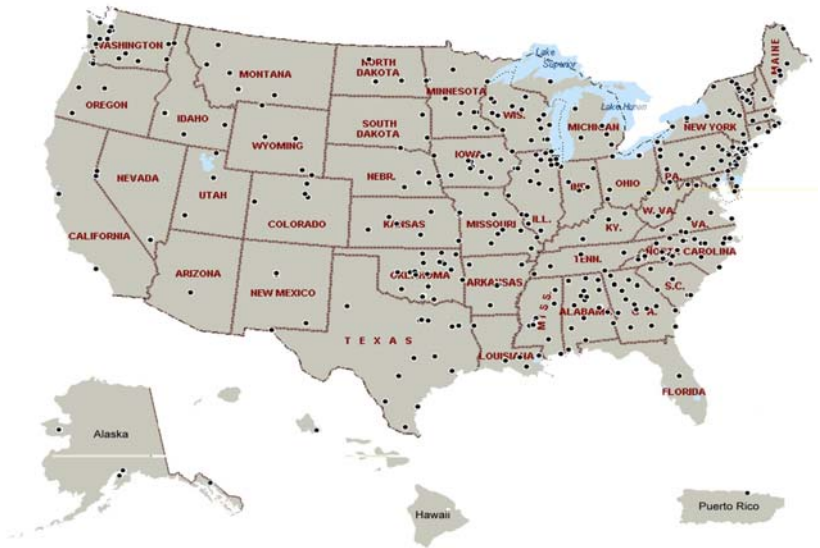 WASHINGTON
MONTANA
NORTH
DAKOTA
MINNESOTA
Lake
Superior
MAINE
OREGON
IDAHO
SOUTH
DAKOTA
WIS.
Lake Huron
MICHIGAN
NEW YORK
WYOMING
IOWA
NEBR.
NEVADA
UTAH
COLORADO
KANSAS
MISSOURI
ILL.
IND.
OHIO
PA.
W. VA.
VA.
KY.
CALIFORNIA
ARIZONA
NEW MEXICO
OKLAHOMA
ARKANSAS
TENN.
NORTH CAROLINA
S.C.
TEXAS
LOUISIANA
MISS.
ALABAMA
GA.
FLORIDA
Alaska
Hawaii
Puerto Rico